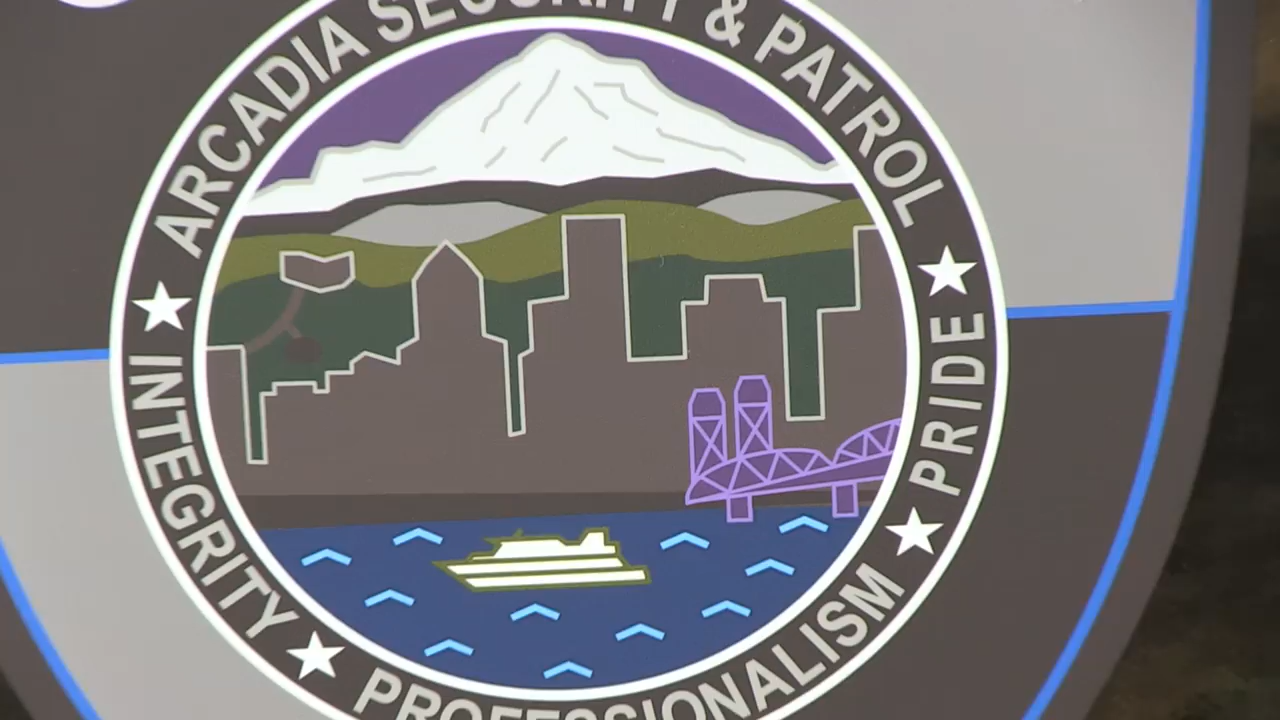 ARCADIA SECURITY & PATROL
INTEGRITY ★ PROFESSIONALISM ★ PRIDE